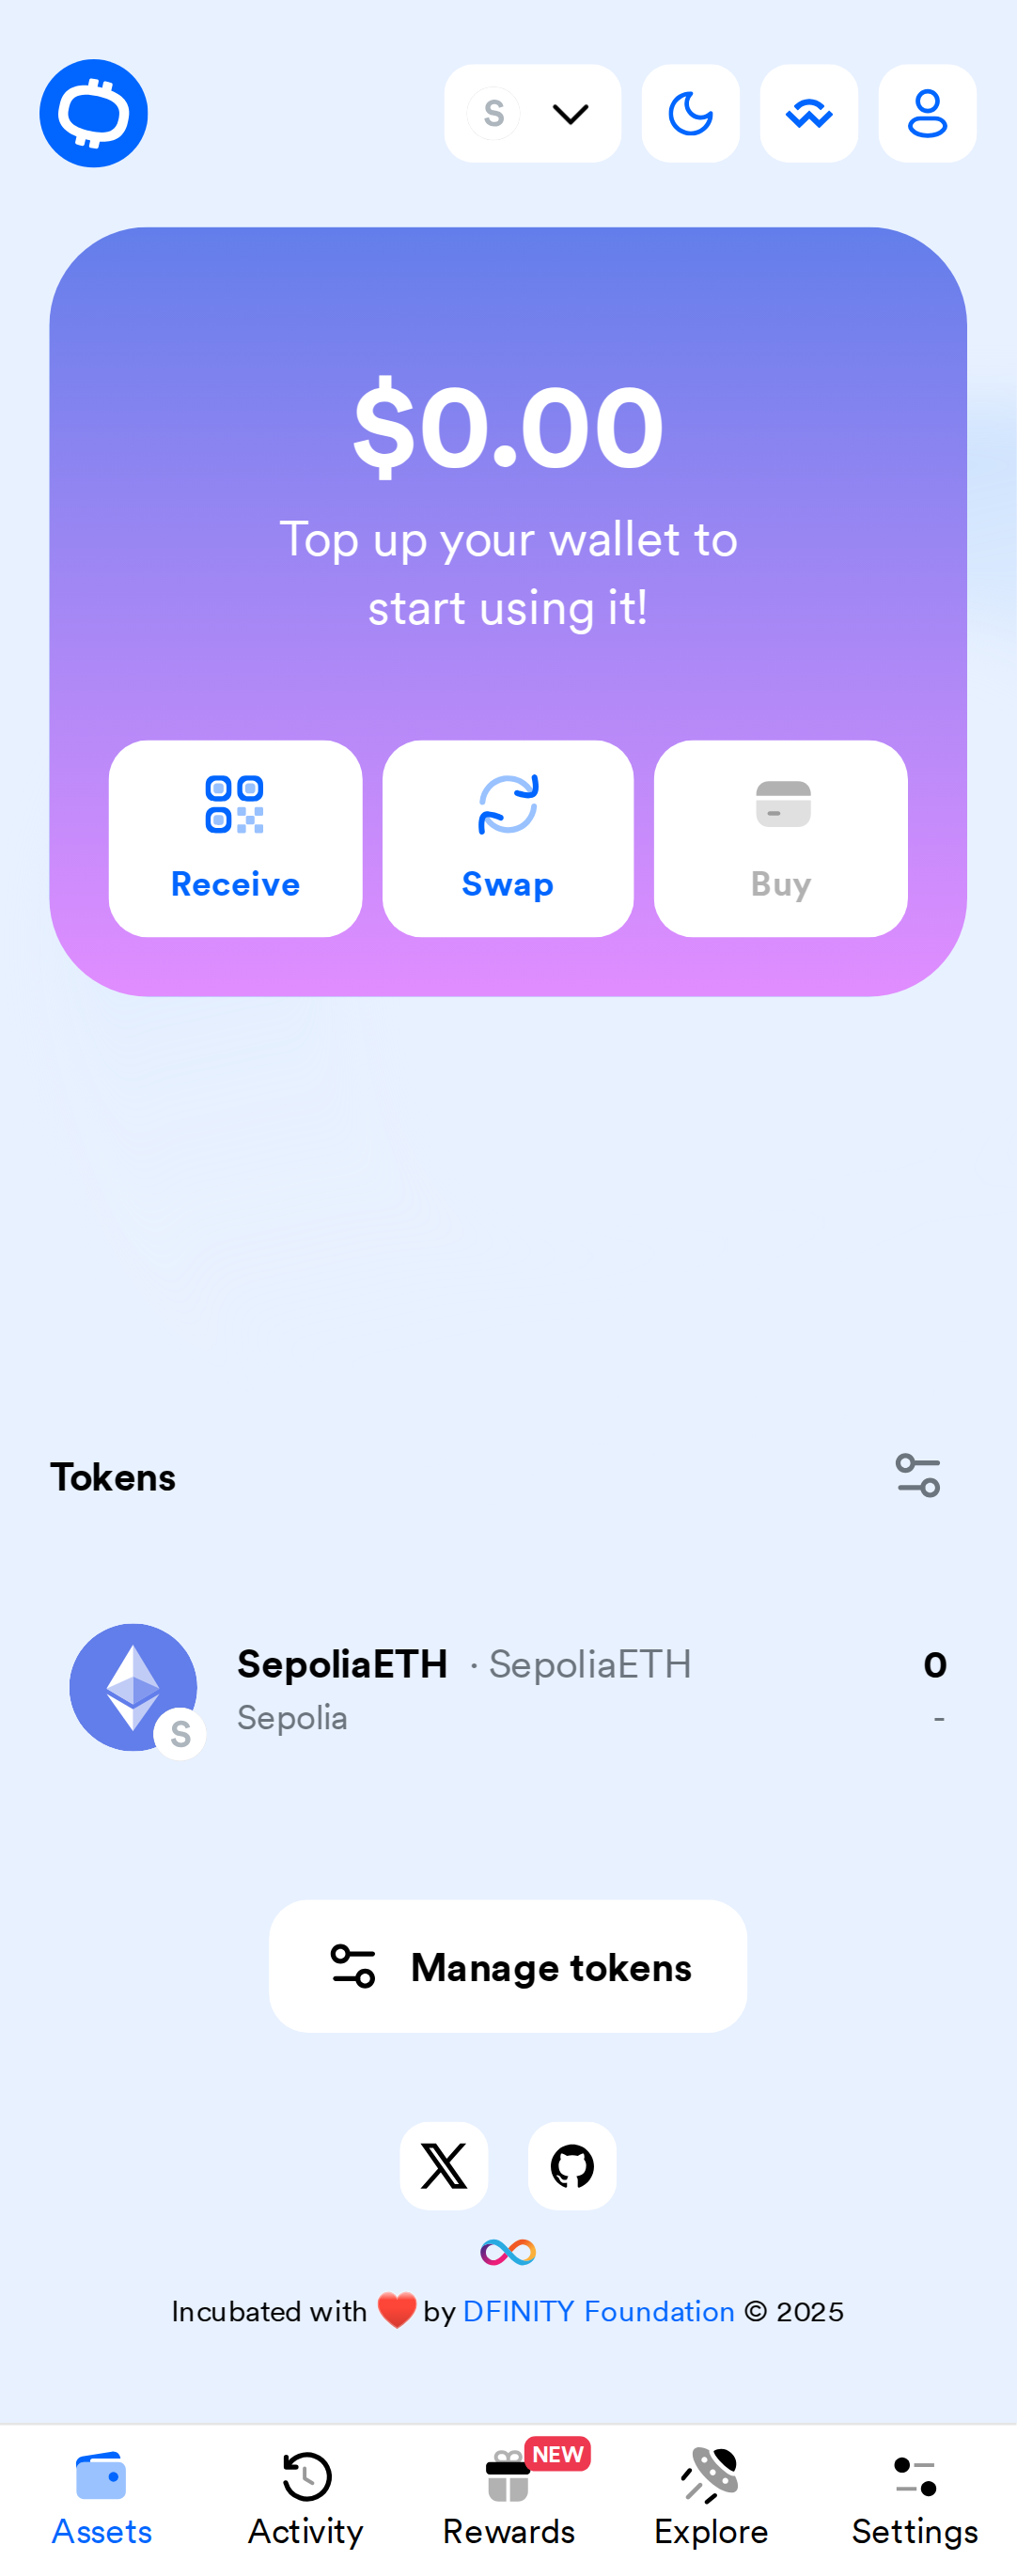 S
$0.00
Top up your wallet to
start using it!
Receive
Swap
Buy
Tokens
SepoliaETH · SepoliaETH
0
Sepolia
-
S
Manage tokens
Incubated with ❤️ by DFINITY Foundation © 2025
NEW
Assets
Activity
Rewards
Explore
Settings